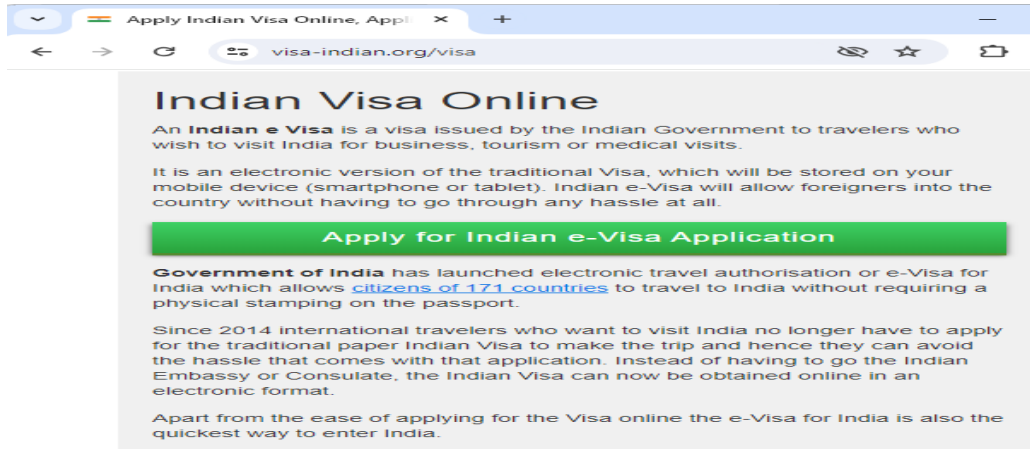 Apply Indian Visa Online, Appl
visa-indian.org/visa
Indian Visa Online
An Indian e Visa is a visa issued by the Indian Government to travelers who
wish to visit India for business, tourism or medical visits.
It is an electronic version of the traditional Visa, which will be stored on your
mobile device (smartphone or tablet). Indian e-Visa will allow foreigners into the
country without having to go through any hassle at all.
Apply for Indian e-Visa Application
Government of India has launched electronic travel authorisation or e-Visa for
India which allows citizens of 171 countries to travel to India without requiring a
physical stamping on the passport.
Since 2014 international travelers who want to visit India no longer have to apply
for the traditional paper Indian Visa to make the trip and hence they can avoid
the hassle that comes with that application. Instead of having to go the Indian
Embassy or Consulate, the Indian Visa can now be obtained online in an
electronic format.
Apart from the ease of applying for the Visa online the e-Visa for India is also the
quickest way to enter India.